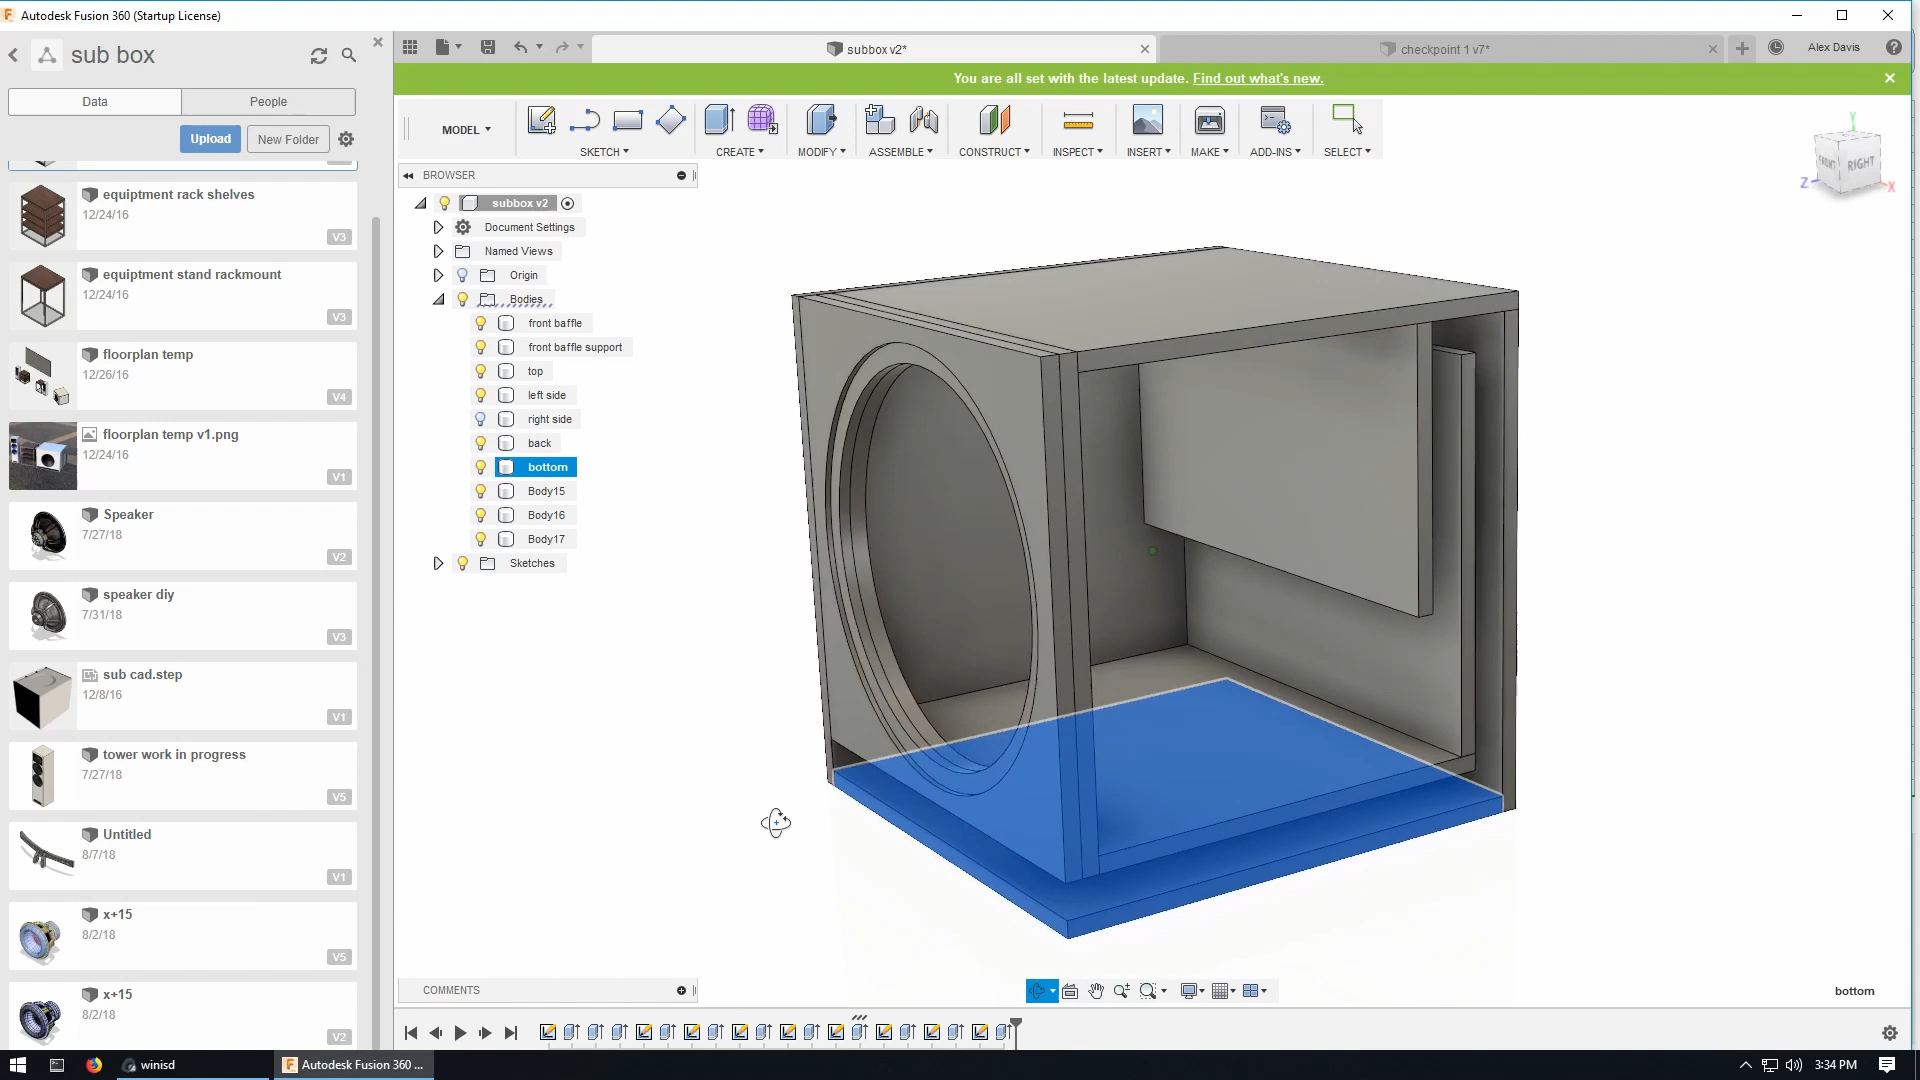 Autodesk Fusion 360 (Startup License)
sub box
Data
People
Upload
New Folder
equiptment rack shelves
12/24/16
V3
equiptment stand rackmount
12/24/16
V3
floorplan temp
12/26/16
V4
floorplan temp v1.png
12/24/16
V1
Speaker
7/27/18
V2
speaker diy
7/31/18
V3
sub cad.step
12/8/16
V1
tower work in progress
7/27/18
V5
Untitled
8/7/18
V1
x+15
8/2/18
V5
x+15
8/2/18
V2
subbox v2*
checkpoint 1 v7*
Alex Davis
You are all set with the latest update. Find out what's new.
MODEL
SKETCH
CREATE
MODIFY
ASSEMBLE
CONSTRUCT
INSPECT
INSERT
MAKE
ADD-INS
SELECT
BROWSER
subbox v2
Document Settings
Named Views
Origin
Bodies
front baffle
front baffle support
top
left side
right side
back
bottom
Body15
Body16
Body17
Sketches
Y
FRONT
RIGHT
Z
X
COMMENTS
bottom
winisd
Autodesk Fusion 360 ...
3:34 PM